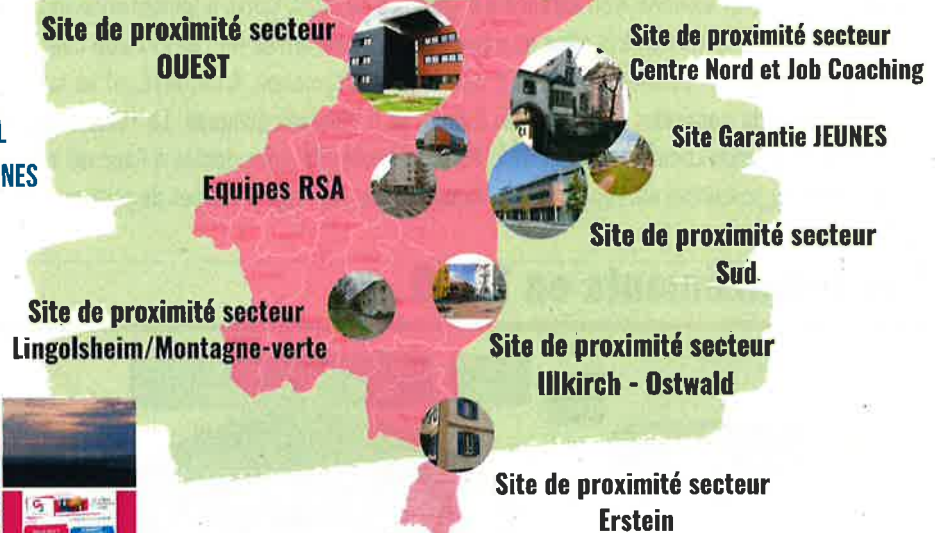 Site de proximité secteur
OUEST
Site de proximité secteur
Centre Nord et Job Coaching
L
NES
Site Garantie JEUNES
Equipes RSA
Site de proximité secteur
Sud
Site de proximité secteur
Lingolsheim/Montagne-verte
Site de proximité secteur
Illkirch - Ostwald
Site de proximité secteur
Erstein